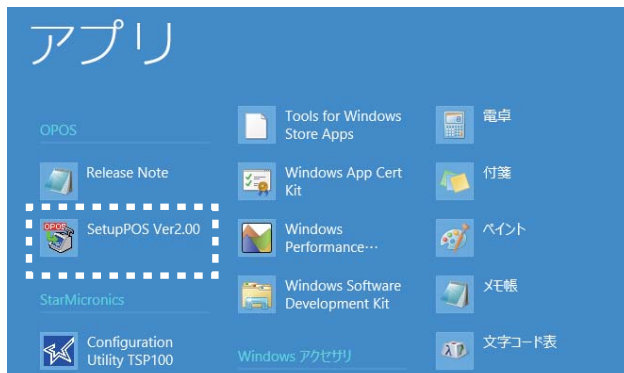 アプリ
OPOS
Release Note
OPOS
SetupPOS Ver2.00
StarMicronics
Configuration
Utility TSP100
Tools for Windows
Store Apps
Windows App Cert
Kit
Windows
Performance…
Windows Software
Development Kit
Windows アクセサリ
電卓
付箋
ペイント
メモ帳
文字コード表